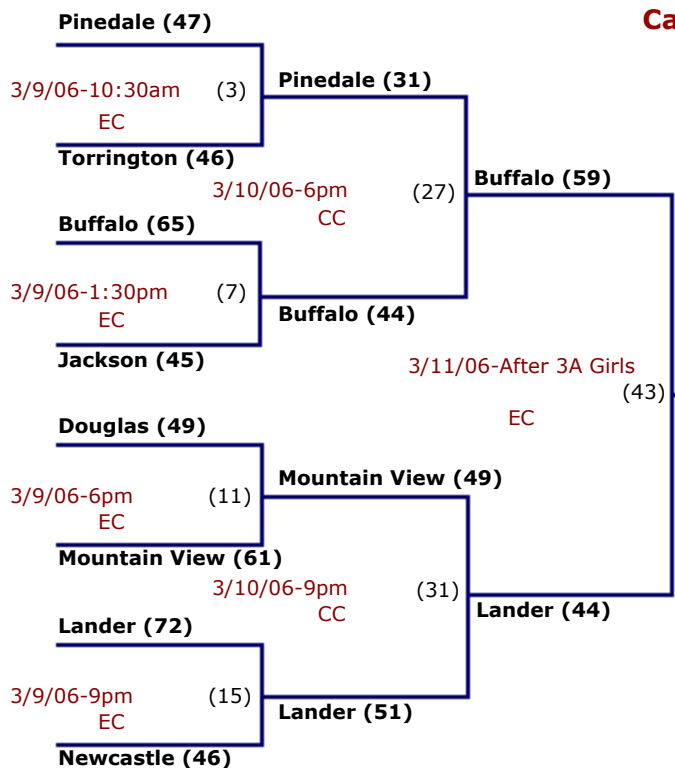 Pinedale (47)
Ca
3/9/06-10:30am
(3)
Pinedale (31)
EC
Torrington (46)
3/10/06-6pm
(27)
Buffalo (59)
CC
Buffalo (65)
3/9/06-1:30pm
(7)
EC
Buffalo (44)
Jackson (45)
3/11/06-After 3A Girls
(43)
EC
Douglas (49)
Mountain View (49)
3/9/06-6pm
(11)
EC
Mountain View (61)
3/10/06-9pm
(31)
CC
Lander (44)
Lander (72)
3/9/06-9pm
(15)
EC
Lander (51)
Newcastle (46)